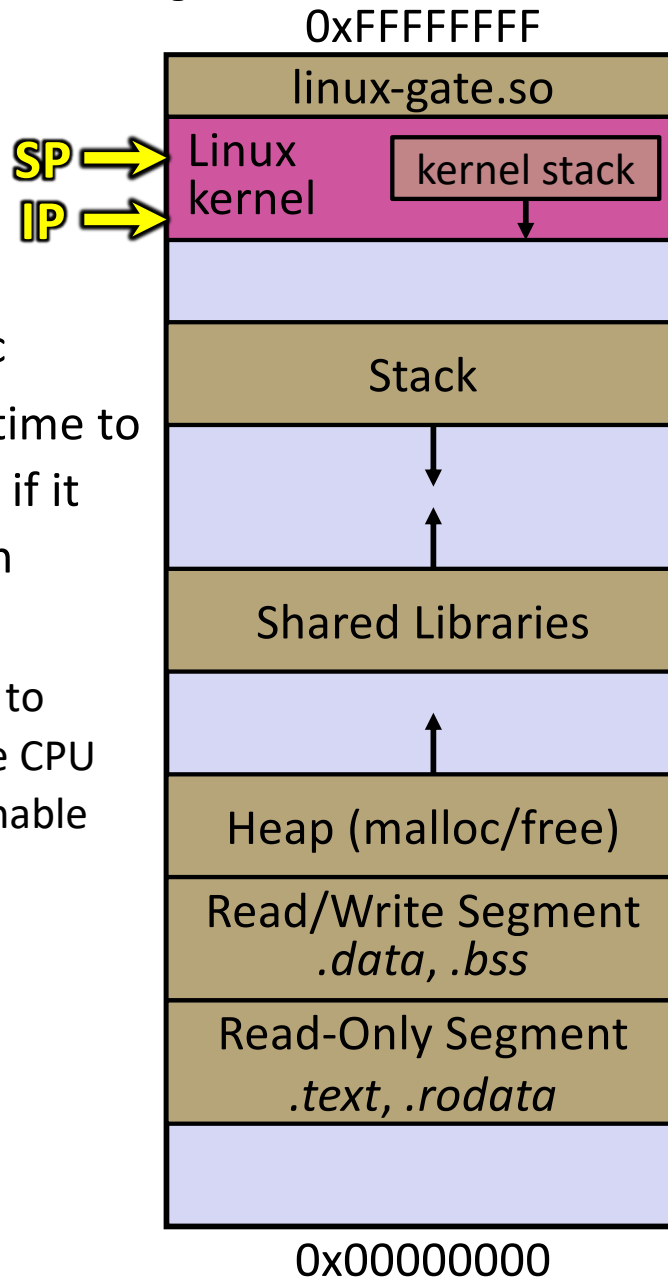 0xFFFFFFFF
linux-gate.so
SP
IP
Linux
kernel
kernel stack
Stack
time to
if it
Shared Libraries
to
CPU
Heap (malloc/free)
Read/Write Segment
.data, .bss
Read-Only Segment
.text, .rodata
0x00000000